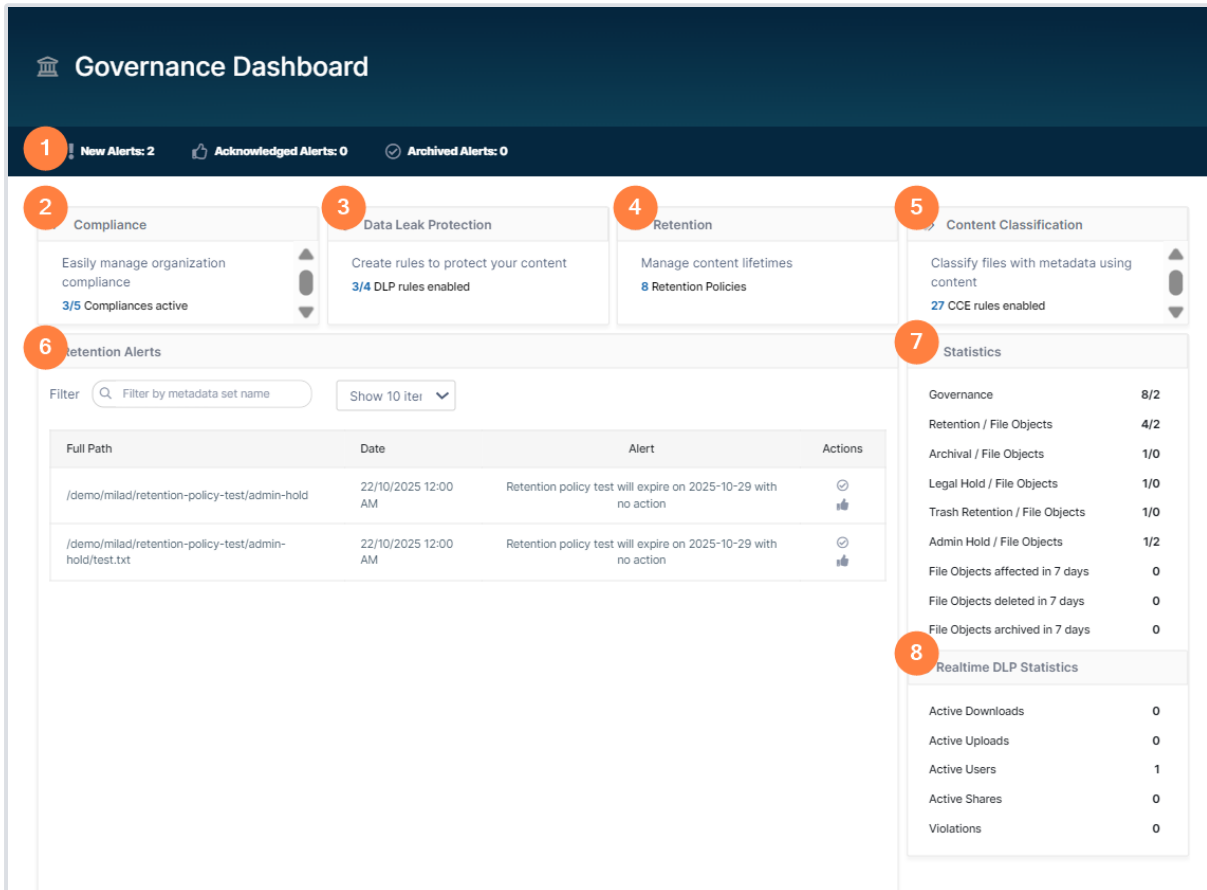 Governance Dashboard
1 New Alerts: 2 Acknowledged Alerts: 0 Archived Alerts: 0
2 Compliance
Easily manage organization
compliance
3/5 Compliances active
3 Data Leak Protection
Create rules to protect your content
3/4 DLP rules enabled
4 Retention
Manage content lifetimes
8 Retention Policies
5 Content Classification
Classify files with metadata using
content
27 CCE rules enabled
6 Retention Alerts
Filter Filter by metadata set name Show 10 iter
Full Path Date Alert Actions
/demo/milad/retention-policy-test/admin-hold 22/10/2025 12:00 AM Retention policy test will expire on 2025-10-29 with no action
/demo/milad/retention-policy-test/admin-hold/test.txt 22/10/2025 12:00 AM Retention policy test will expire on 2025-10-29 with no action
7 Statistics
Governance 8/2
Retention / File Objects 4/2
Archival / File Objects 1/0
Legal Hold / File Objects 1/0
Trash Retention / File Objects 1/0
Admin Hold / File Objects 1/2
File Objects affected in 7 days 0
File Objects deleted in 7 days 0
File Objects archived in 7 days 0
8 Realtime DLP Statistics
Active Downloads 0
Active Uploads 0
Active Users 1
Active Shares 0
Violations 0